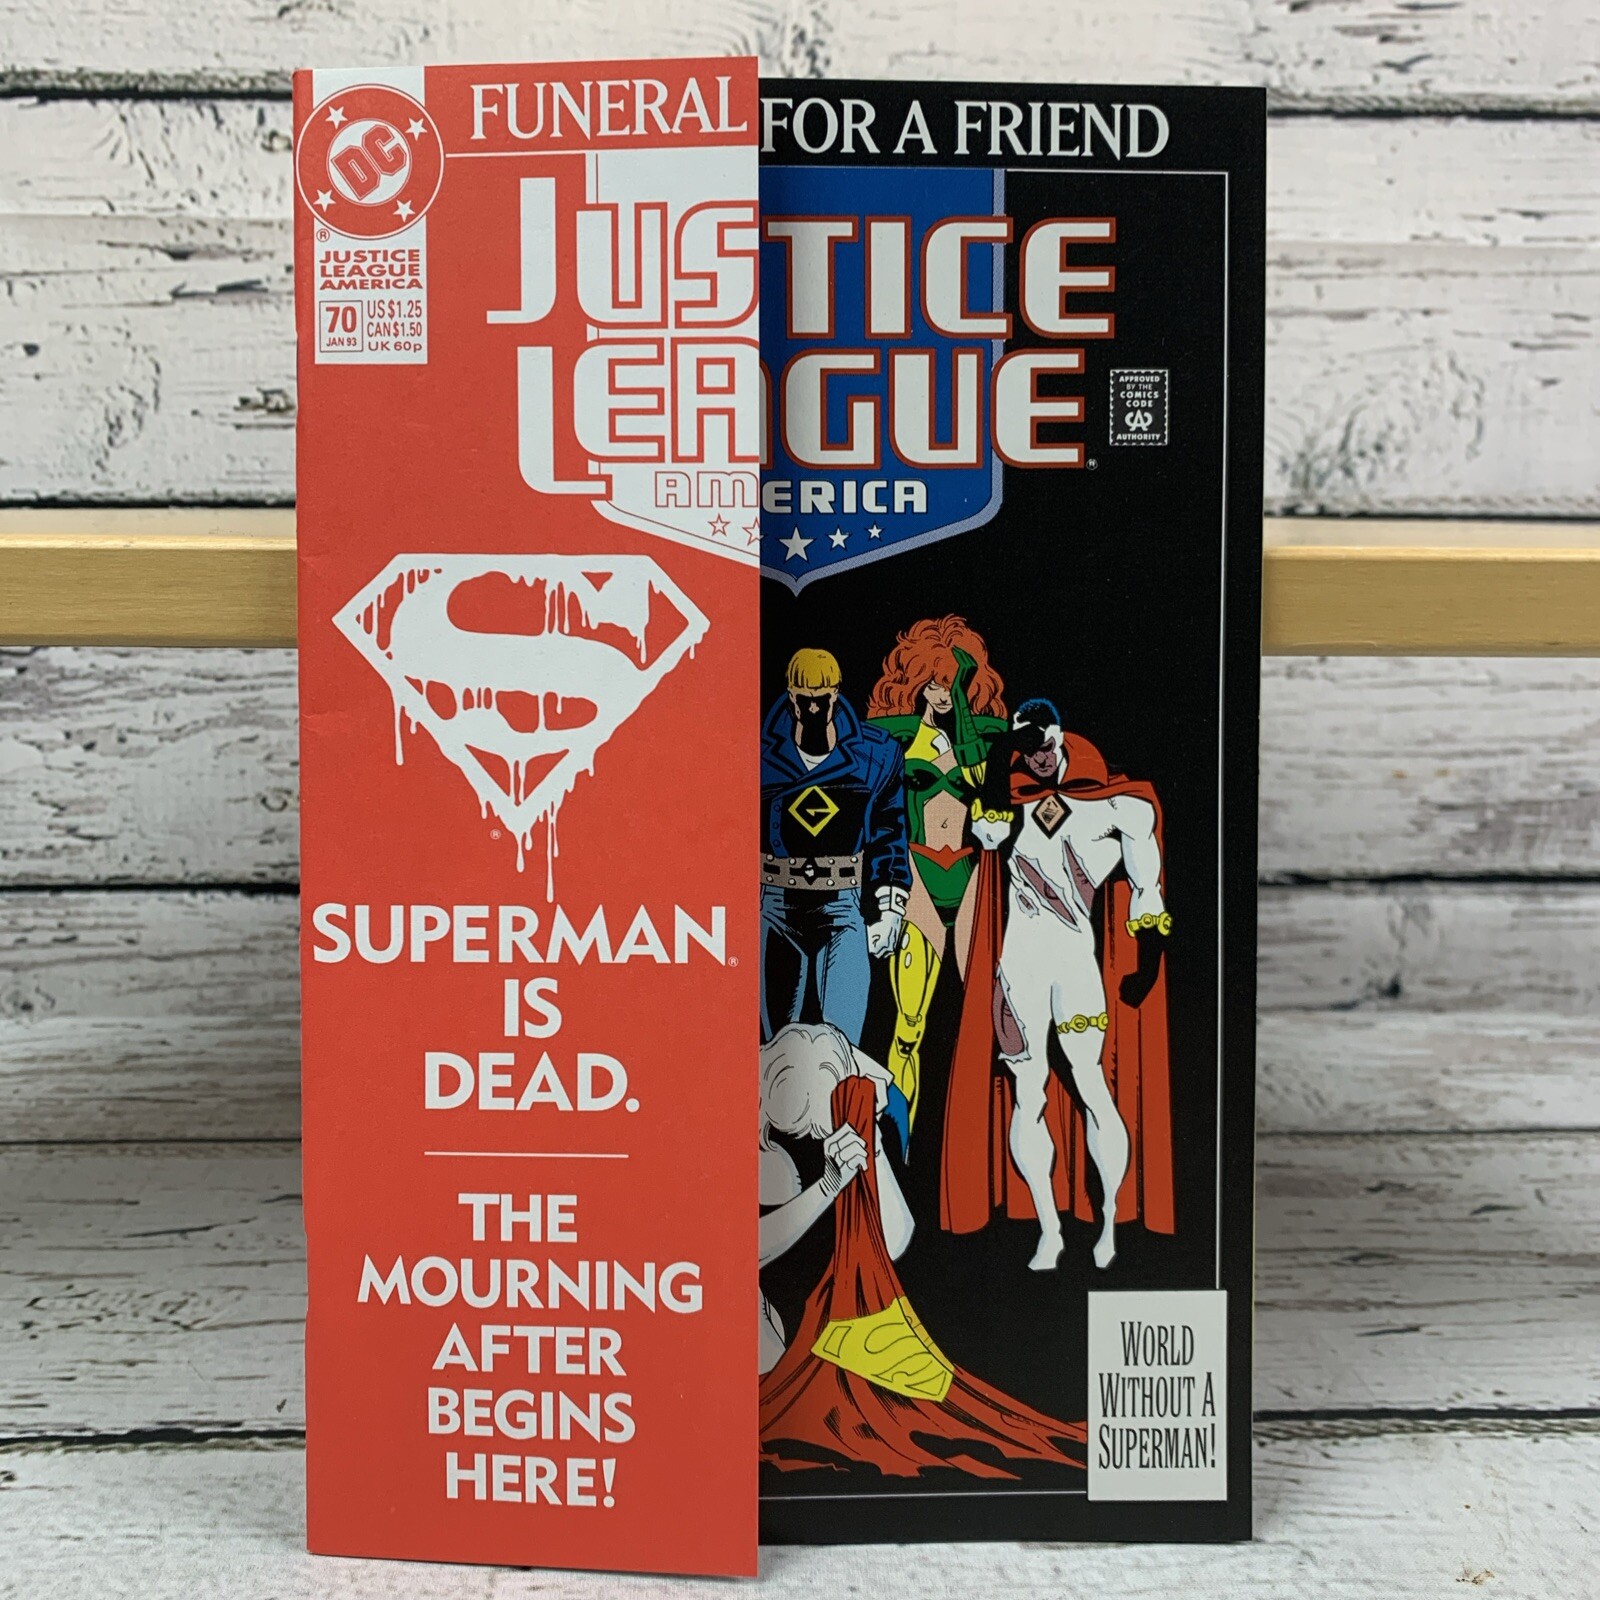 FUNERAL FOR A FRIEND
DC
®
JUSTICE
LEAGUE
AMERICA
70
JAN 93
US $1.25
CAN $1.50
UK 60p
JUSTICE
LEAGUE
®
AMERICA
APPROVED
BY THE
COMICS
CODE
CA
AUTHORITY
S
®
SUPERMAN®
IS
DEAD.
THE
MOURNING
AFTER
BEGINS
HERE!
S
WORLD
WITHOUT A
SUPERMAN!